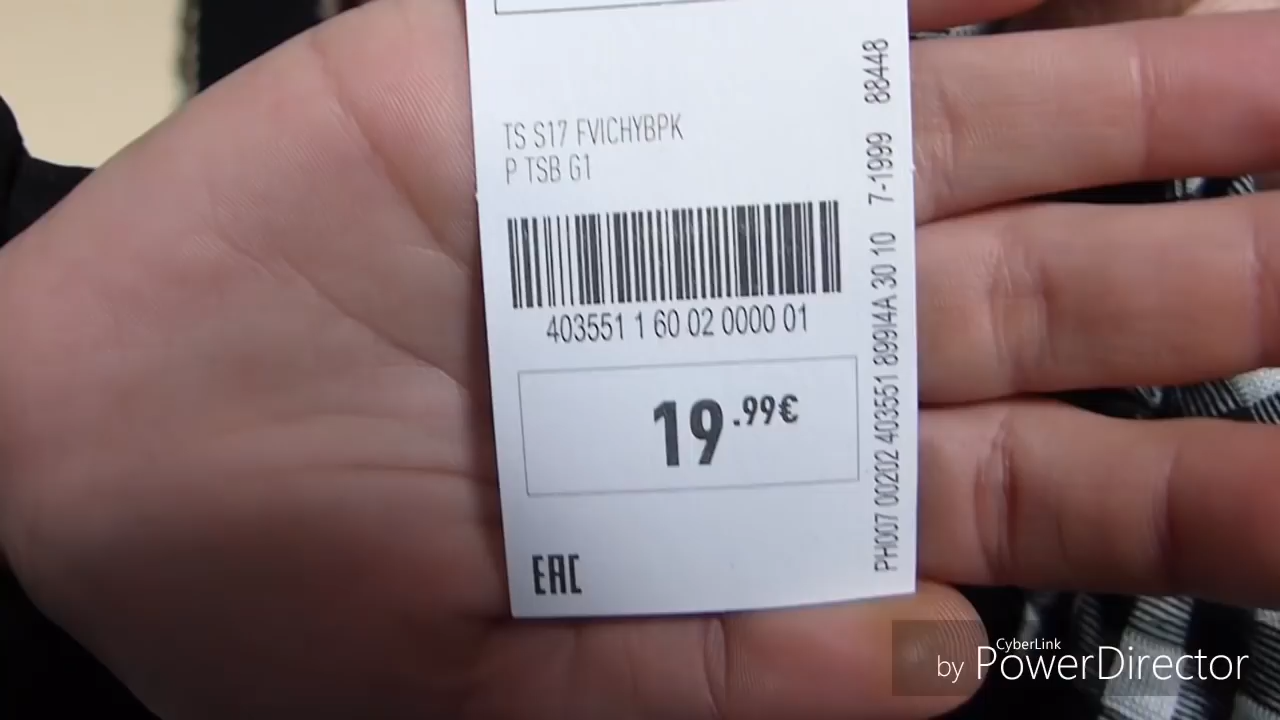 TS S17 FVICHYBPK
P TSB G1
403551 1 60 02 0000 01
19.99€
EAC
PH007 00202 403551 899I4A 30 10 7-1999 88448
CyberLink
by PowerDirector